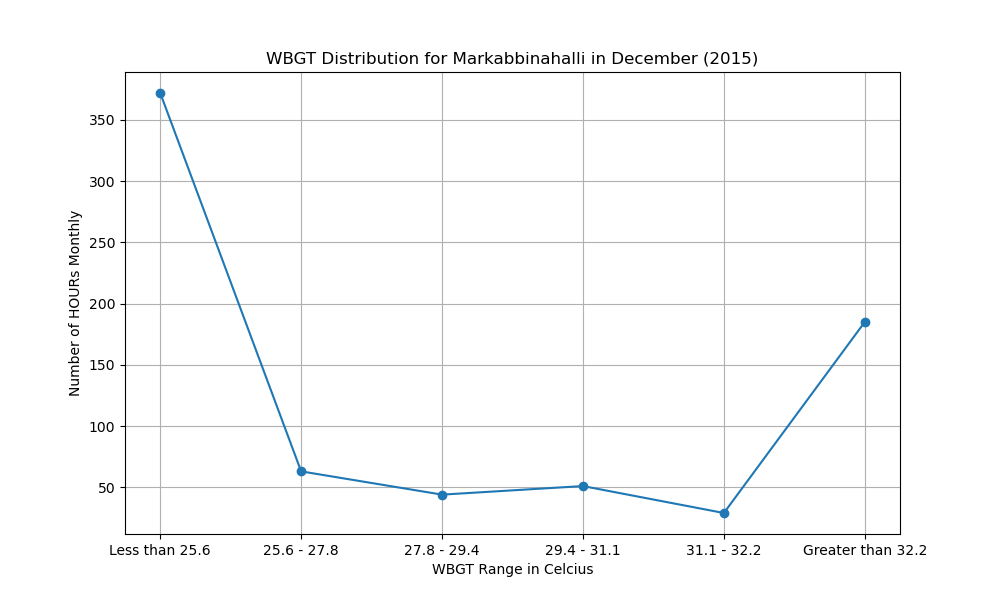 WBGT Distribution for Markabbinahalli in December (2015)
Number of HOURs Monthly
350
300
250
200
150
100
50
Less than 25.6
25.6 - 27.8
27.8 - 29.4
29.4 - 31.1
31.1 - 32.2
Greater than 32.2
WBGT Range in Celcius